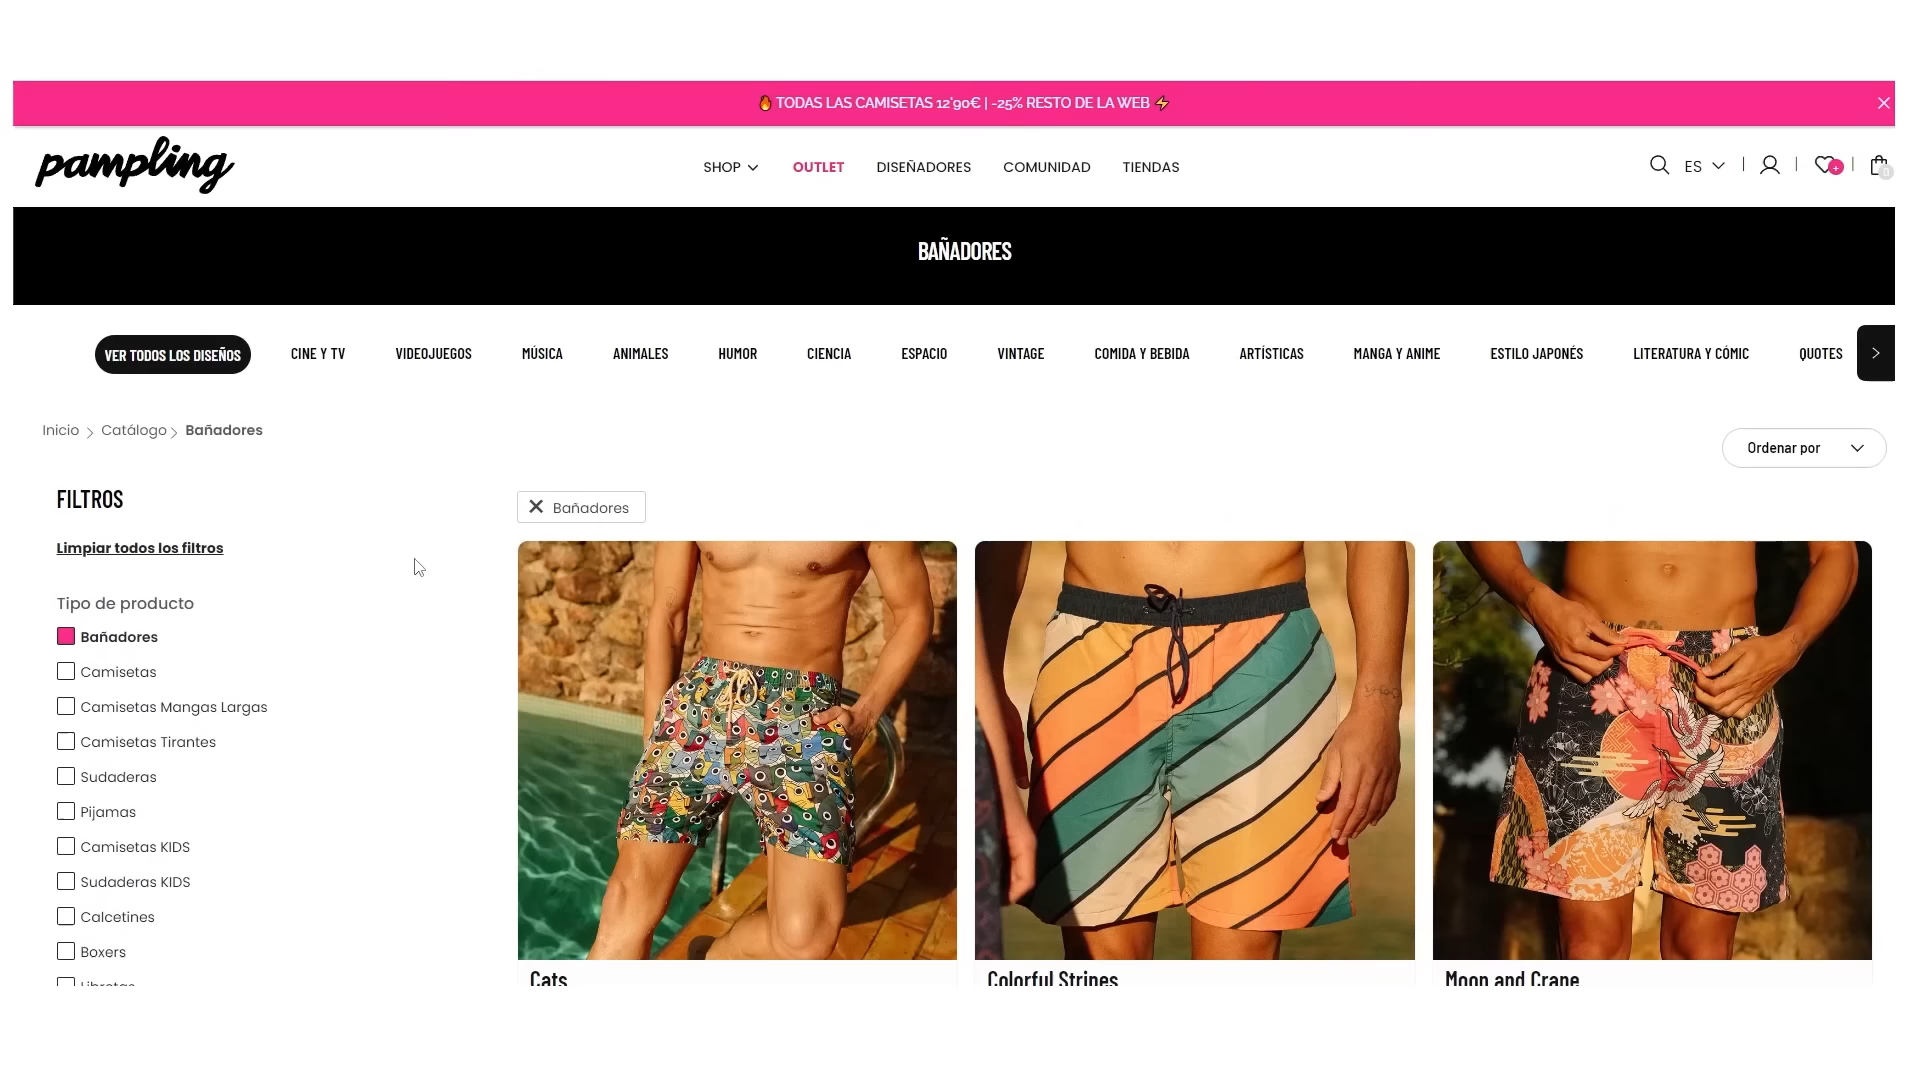 🔥 TODAS LAS CAMISETAS 12'90€ | -25% RESTO DE LA WEB ⚡
pampling
SHOP
OUTLET
DISEÑADORES
COMUNIDAD
TIENDAS
ES
0
BAÑADORES
VER TODOS LOS DISEÑOS
CINE Y TV
VIDEOJUEGOS
MÚSICA
ANIMALES
HUMOR
CIENCIA
ESPACIO
VINTAGE
COMIDA Y BEBIDA
ARTÍSTICAS
MANGA Y ANIME
ESTILO JAPONÉS
LITERATURA Y CÓMIC
QUOTES
Inicio > Catálogo > Bañadores
Ordenar por
FILTROS
Limpiar todos los filtros
Bañadores
Tipo de producto
Bañadores
Camisetas
Camisetas Mangas Largas
Camisetas Tirantes
Sudaderas
Pijamas
Camisetas KIDS
Sudaderas KIDS
Calcetines
Boxers
Libretas
Cats
Colorful Stripes
Moon and Crane